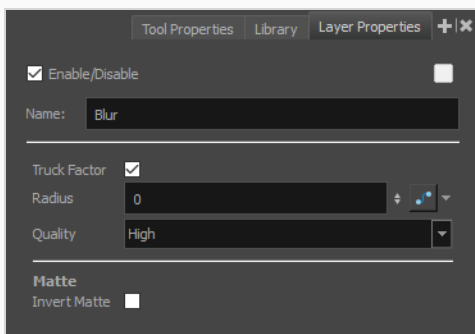 Tool Properties Library Layer Properties
Enable/Disable
Name: Blur
Truck Factor
Radius 0
Quality High
Matte
Invert Matte